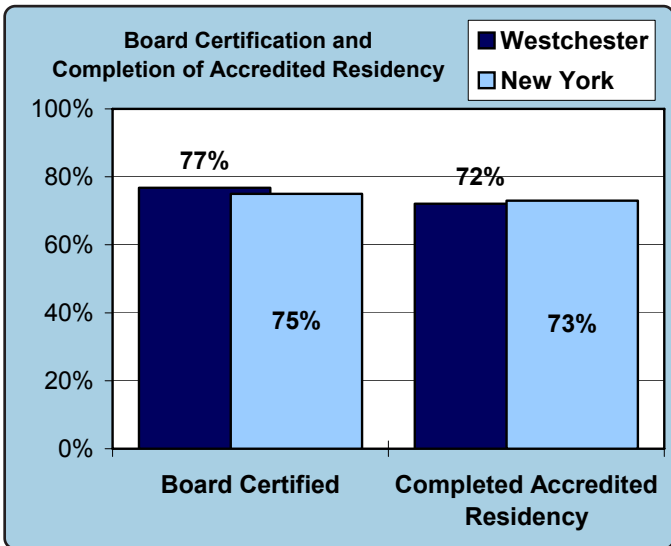 Board Certification and
Completion of Accredited Residency
Westchester
New York
100%
80%
60%
40%
20%
0%
77%
75%
72%
73%
Board Certified
Completed Accredited
Residency